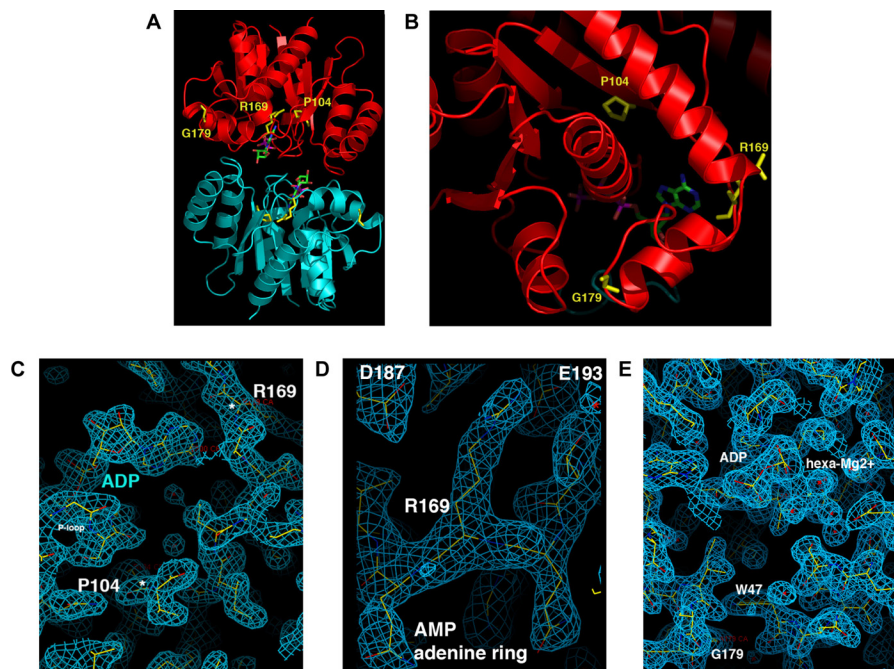 A
B
P104
R169
P104
R169
G179
G179
C
D
E
D187
E193
R169
ADP
ADP
hexa-Mg2+
R169
P-loop
P104
W47
AMP
adenine ring
G179